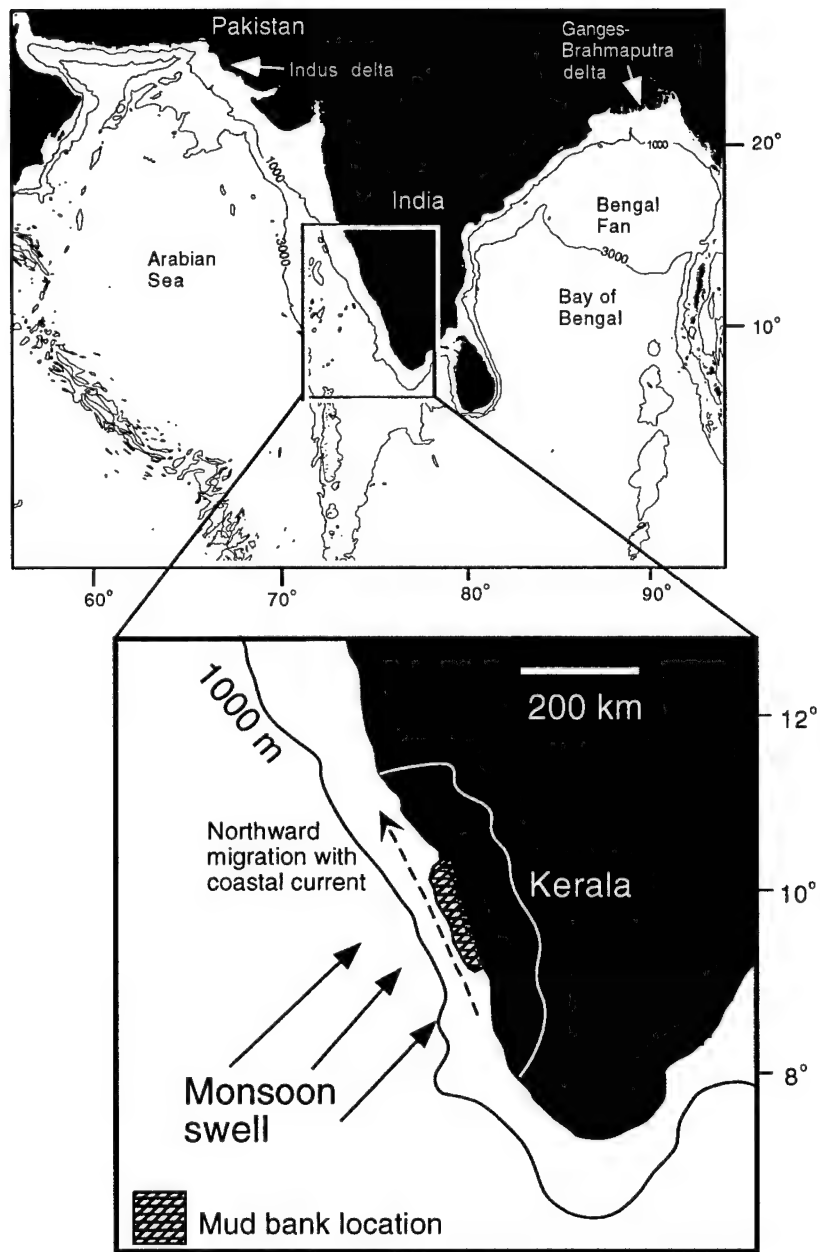 Pakistan
Indus delta
Ganges-
Brahmaputra
delta
20°
1000
1000
India
Bengal
Fan
Arabian
Sea
3000
3000
Bay of
Bengal
10°
60°
70°
80°
90°
1000 m
200 km
12°
Northward
migration with
coastal current
Kerala
10°
Monsoon
swell
8°
Mud bank location